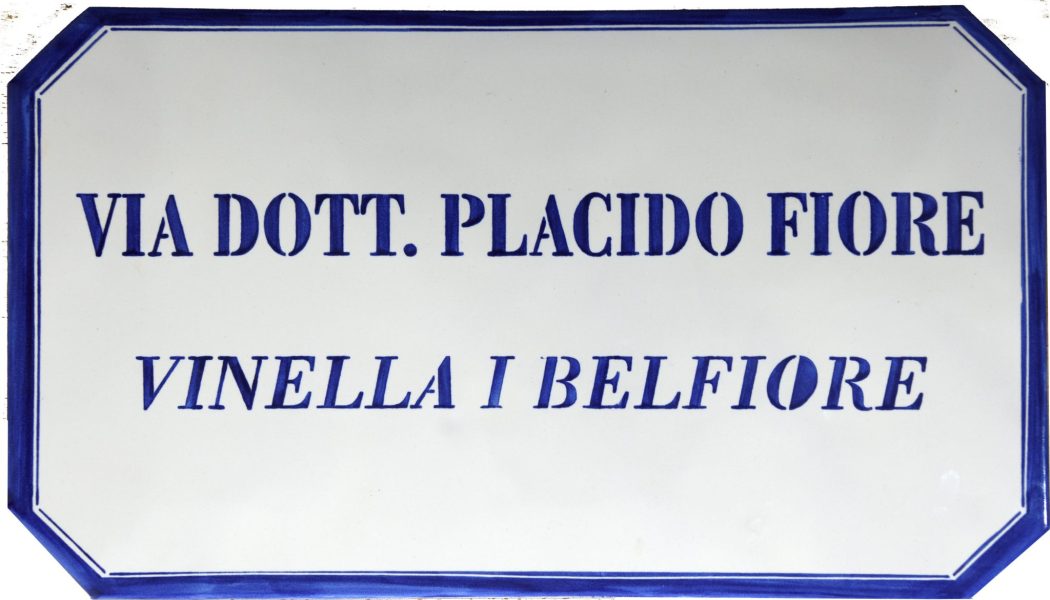 VIA DOTT. PLACIDO FIORE
VINELLA I BELFIORE